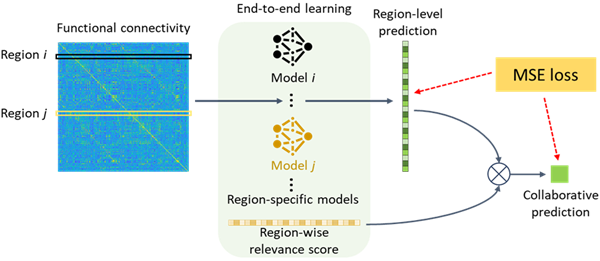 Functional connectivity
Region i
Region j
End-to-end learning
Model i
Model j
Region-specific models
Region-wise
relevance score
Region-level
prediction
MSE loss
Collaborative
prediction